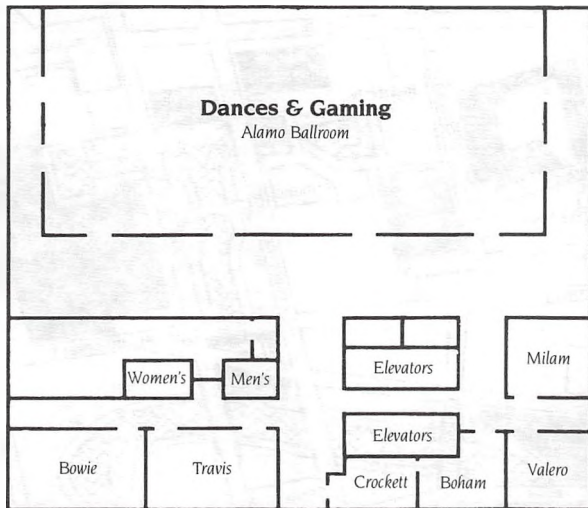 Dances & Gaming
Alamo Ballroom
Elevators
Milam
Women's
Men's
Elevators
Bowie
Travis
Crockett
Boham
Valero